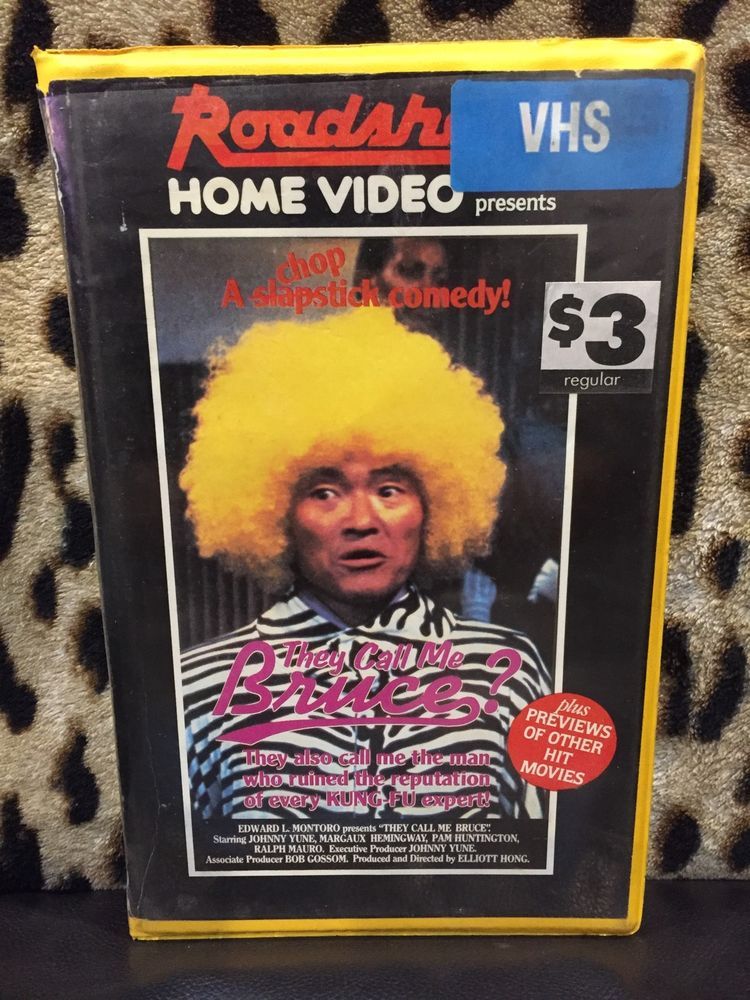 Roadsh
VHS
HOME VIDEO presents
chop
A slapstick comedy!
$3
regular
They Call Me
Bruce?
plus
PREVIEWS
OF OTHER
HIT
MOVIES
They also call me the man
who ruined the reputation
of every KUNG-FU expert!
EDWARD L. MONTORO presents "THEY CALL ME BRUCE".
Starring JOHNNY YUNE, MARGAUX HEMINGWAY, PAM HUNTINGTON,
RALPH MAURO. Executive Producer JOHNNY YUNE.
Associate Producer BOB GOSSOM. Produced and Directed by ELLIOTT HONG.